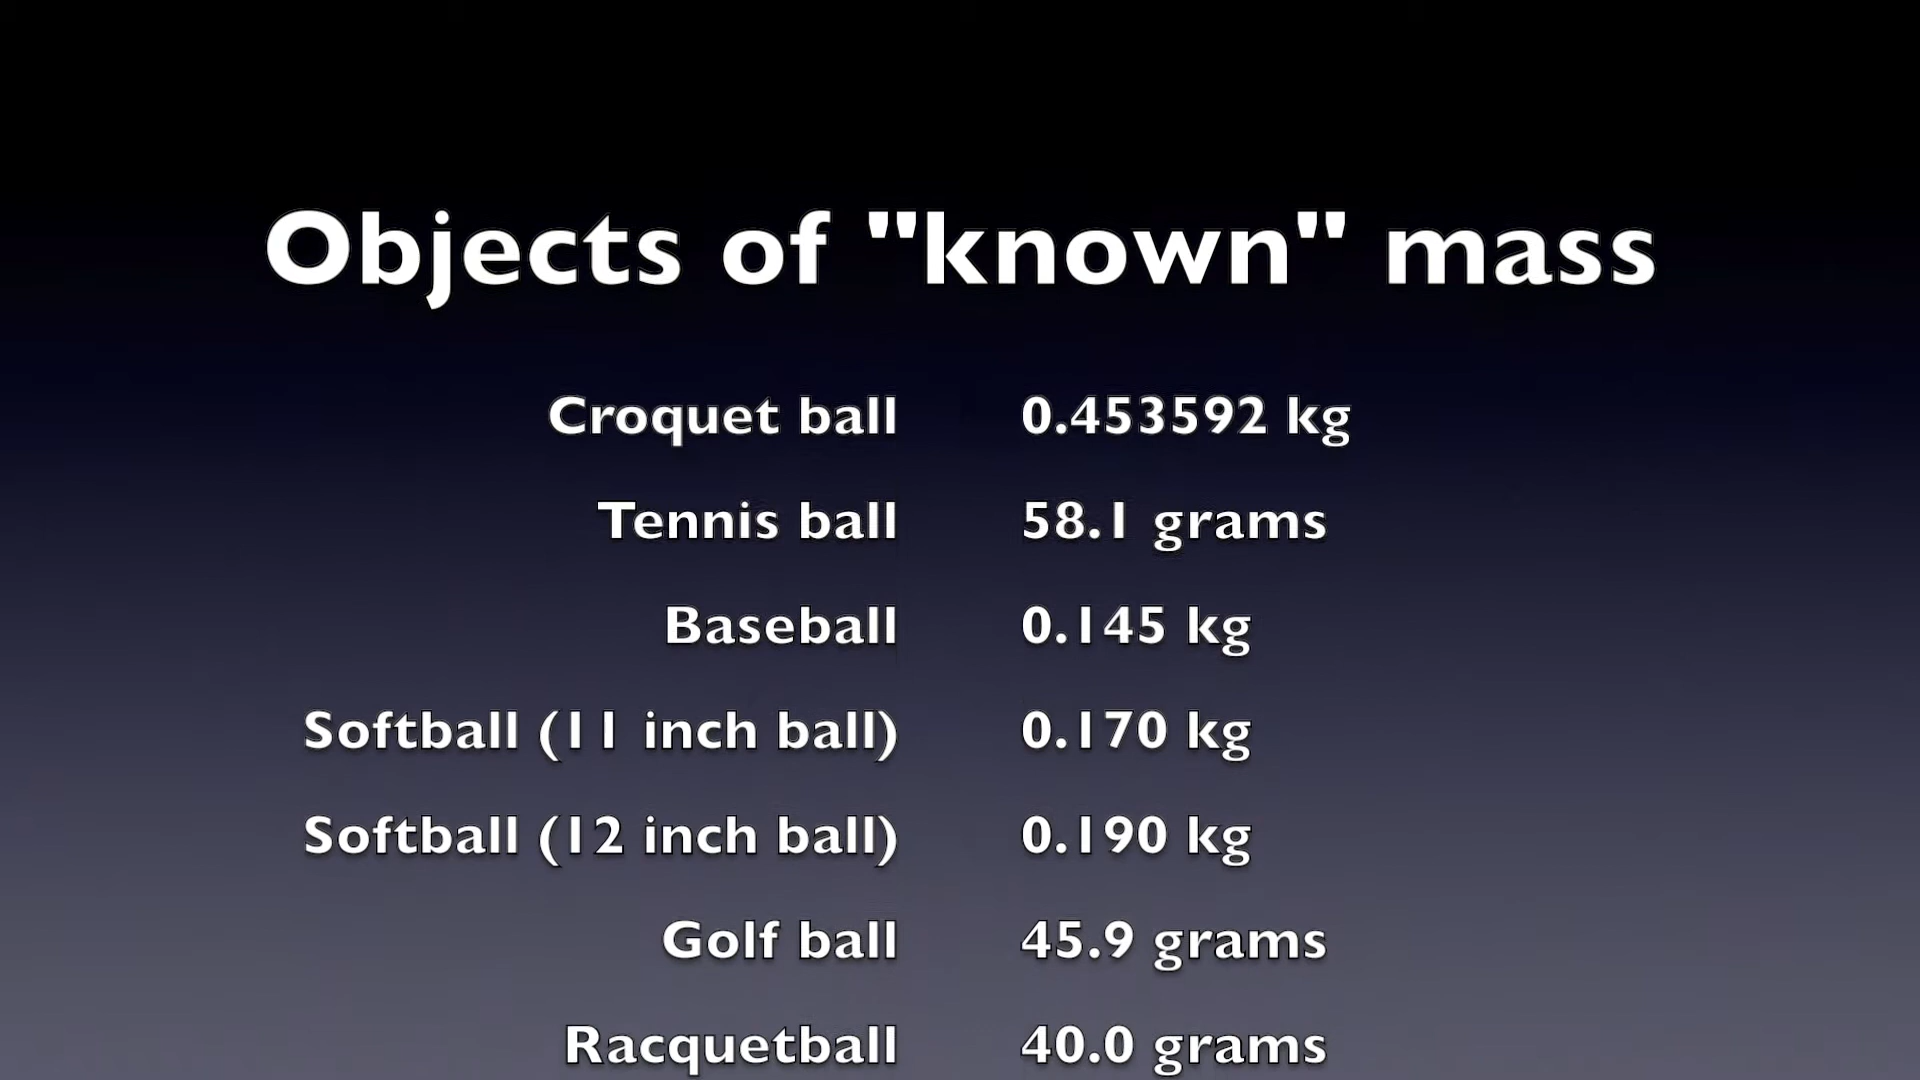 Objects of "known" mass
Croquet ball 0.453592 kg
Tennis ball 58.1 grams
Baseball 0.145 kg
Softball (11 inch ball) 0.170 kg
Softball (12 inch ball) 0.190 kg
Golf ball 45.9 grams
Racquetball 40.0 grams